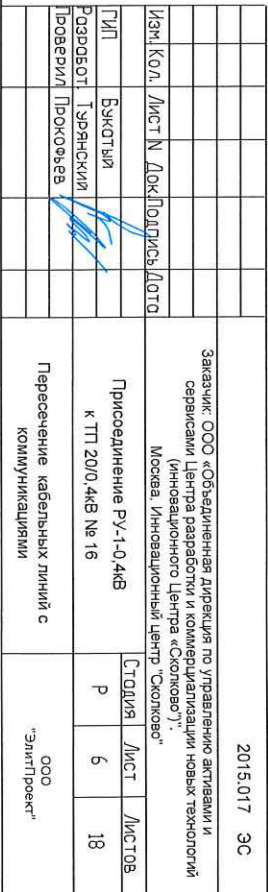 2015.017 ЭС
Заказчик: ООО «Объединенная дирекция по управлению активами и
сервисами Центра разработки и коммерциализации новых технологий
(инновационного Центра «Сколково»)".
Москва. Инновационный центр "Сколково"
Изм. Кол. Лист N Док. Подпись Дата
ГИП Букатый
Разработ. Турянский
Проверил Прокофьев
Присоединение РУ-1-0,4кВ
к ТП 20/0,4кВ № 16
Стадия Лист Листов
Р 6 18
Пересечение кабельных линий с
коммуникациями
ООО
"ЭлитПроект"